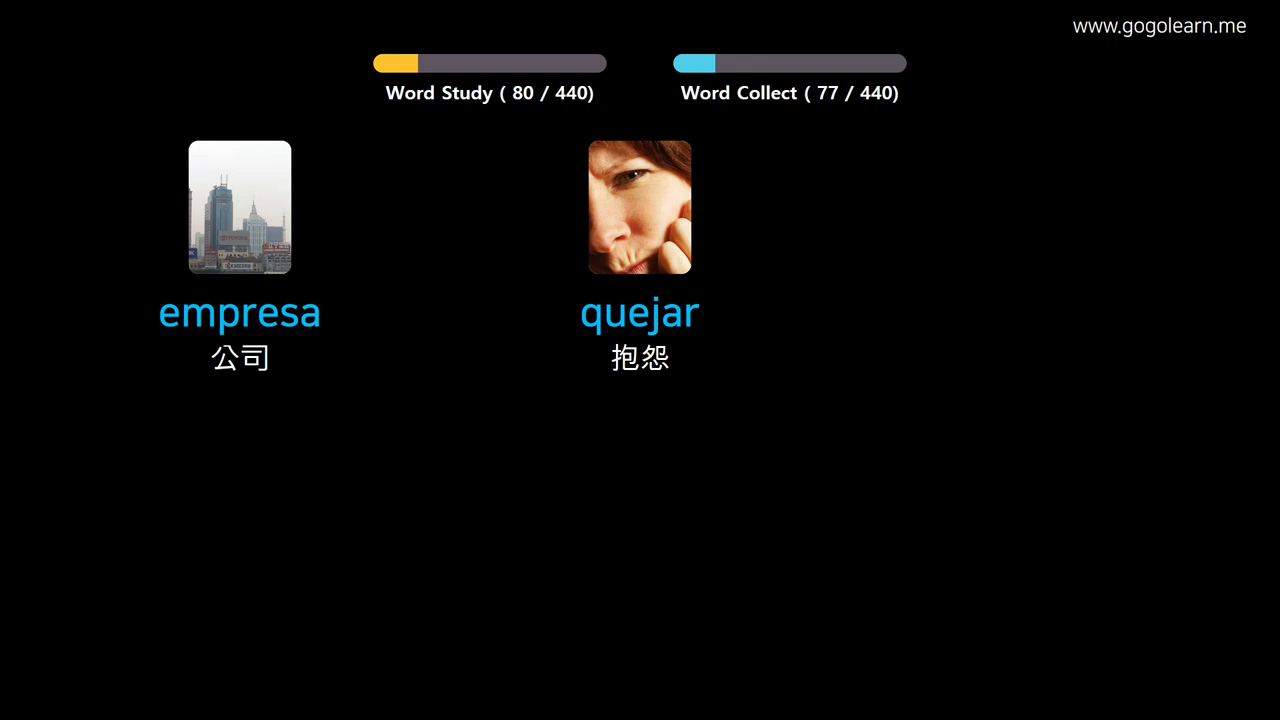 www.gogolearn.me
Word Study ( 80 / 440)
Word Collect ( 77 / 440)
empresa
公司
quejar
抱怨